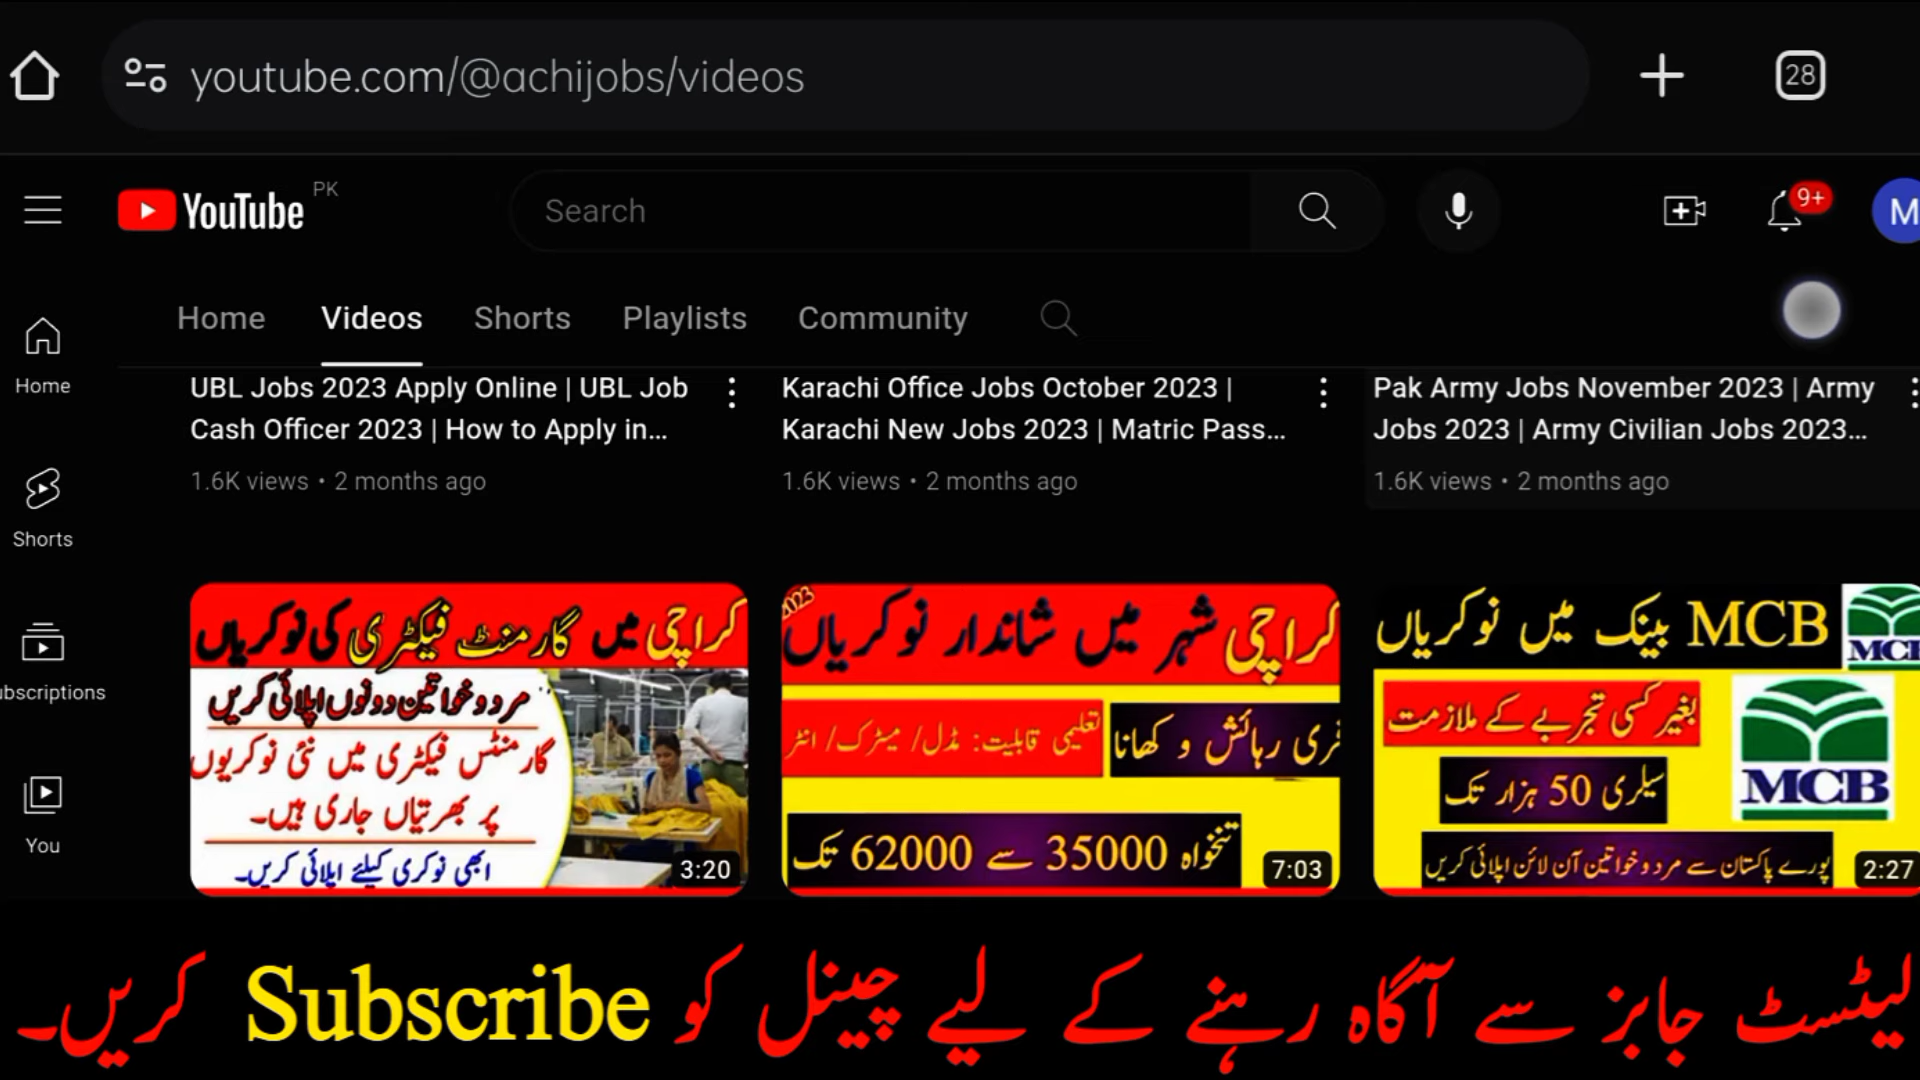 youtube.com/@achijobs/videos
28
YouTube PK
Search
9+
M
Home
Videos
Shorts
Playlists
Community
Home
Shorts
ubscriptions
You
UBL Jobs 2023 Apply Online | UBL Job
Cash Officer 2023 | How to Apply in...
1.6K views • 2 months ago
Karachi Office Jobs October 2023 |
Karachi New Jobs 2023 | Matric Pass...
1.6K views • 2 months ago
Pak Army Jobs November 2023 | Army
Jobs 2023 | Army Civilian Jobs 2023...
1.6K views • 2 months ago
کراچی میں گارمنٹ فیکٹری کی نوکریاں
مرد و خواتین دونوں اپلائی کریں
گارمنٹس فیکٹری میں نئی نوکریوں
پر بھرتیاں جاری ہیں۔
ابھی نوکری کیلئے اپلائی کریں۔
3:20
2023
کراچی شہر میں شاندار نوکریاں
فری رہائش و کھانا
تعلیمی قابلیت: مڈل/ میٹرک/ انٹر
تنخواہ 35000 سے 62000 تک
7:03
MCB بینک میں نوکریاں
MCB
بغیر کسی تجربے کے ملازمت
سیلری 50 ہزار تک
MCB
پورے پاکستان سے مرد و خواتین آن لائن اپلائی کریں
2:27
لیٹسٹ جابز سے آگاہ رہنے کے لیے چینل کو Subscribe کریں۔